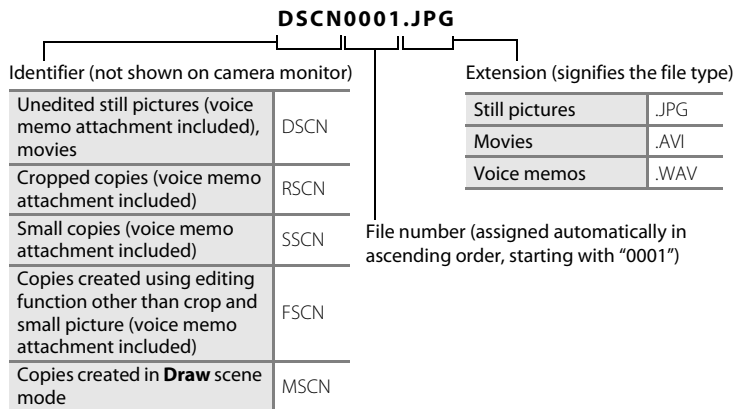 DSCN0001.JPG
Identifier (not shown on camera monitor)
Unedited still pictures (voice
memo attachment included),
movies
DSCN
Cropped copies (voice memo
attachment included)
RSCN
Small copies (voice memo
attachment included)
SSCN
Copies created using editing
function other than crop and
small picture (voice memo
attachment included)
FSCN
Copies created in Draw scene
mode
MSCN
Extension (signifies the file type)
Still pictures .JPG
Movies .AVI
Voice memos .WAV
File number (assigned automatically in
ascending order, starting with “0001”)